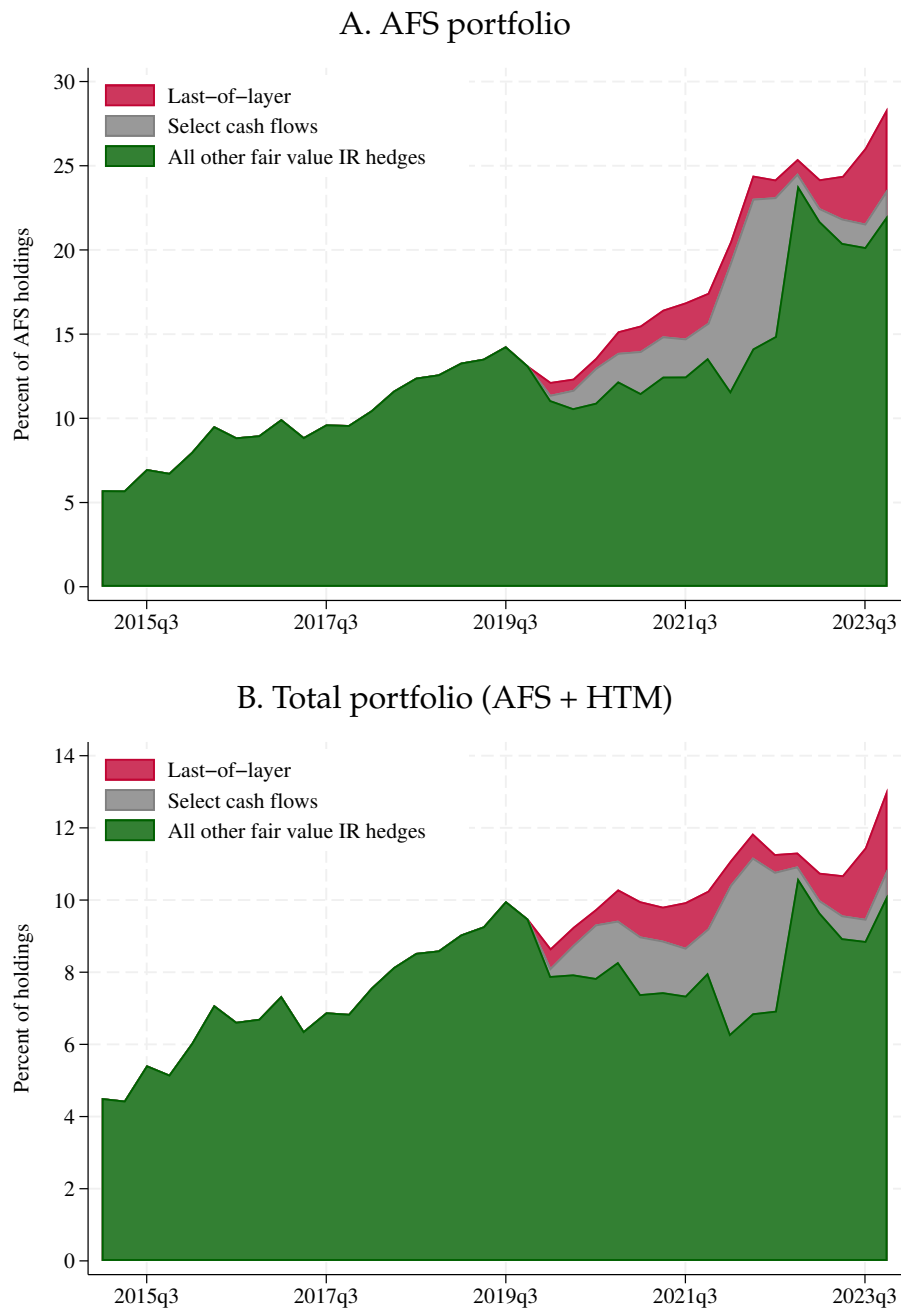 A. AFS portfolio
Last−of−layer
Select cash flows
All other fair value IR hedges
Percent of AFS holdings
30
25
20
15
10
5
0
2015q3 2017q3 2019q3 2021q3 2023q3
B. Total portfolio (AFS + HTM)
Last−of−layer
Select cash flows
All other fair value IR hedges
Percent of holdings
14
12
10
8
6
4
2
0
2015q3 2017q3 2019q3 2021q3 2023q3